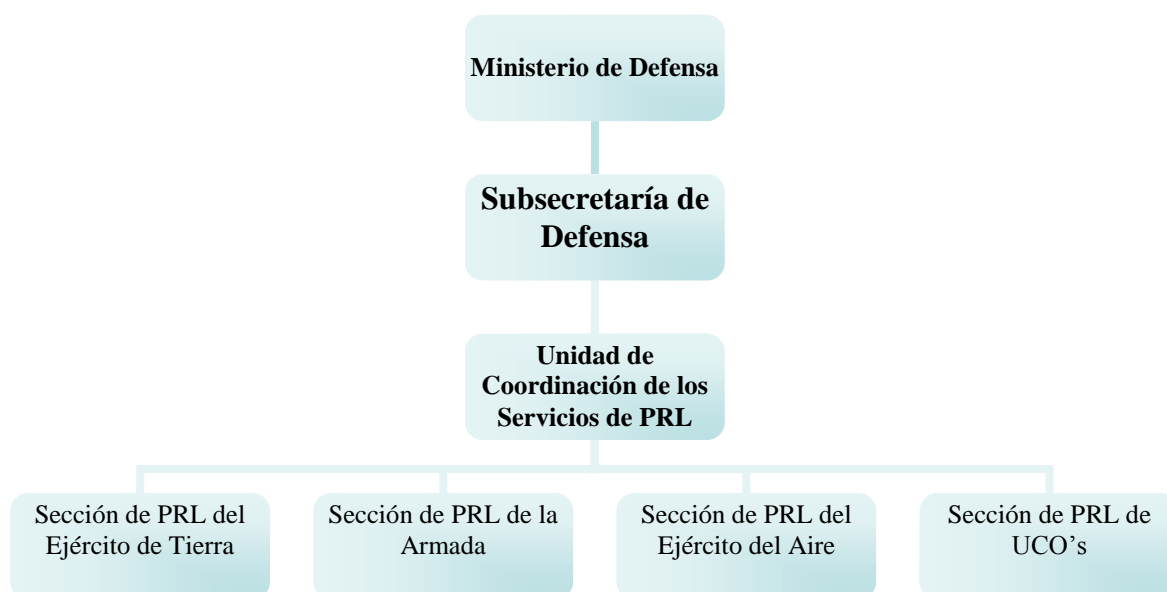 Ministerio de Defensa
Subsecretaría de
Defensa
Unidad de
Coordinación de los
Servicios de PRL
Sección de PRL del
Ejército de Tierra
Sección de PRL de la
Armada
Sección de PRL del
Ejército del Aire
Sección de PRL de
UCO’s